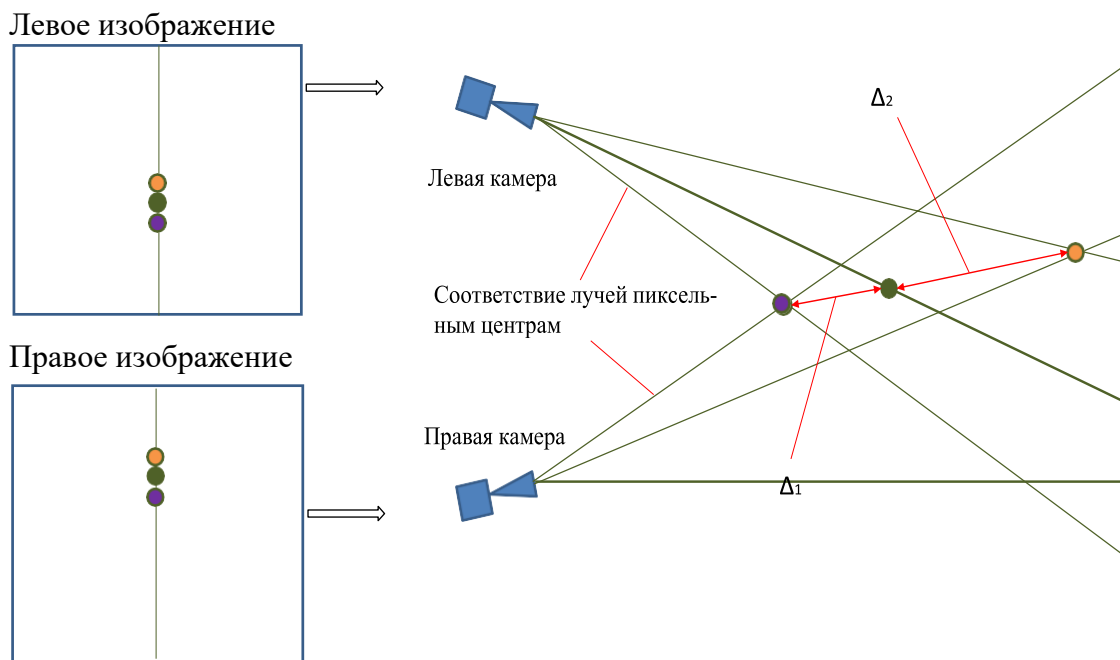 Левое изображение
Δ2
Левая камера
Соответствие лучей пиксель-
ным центрам
Правое изображение
Правая камера
Δ1